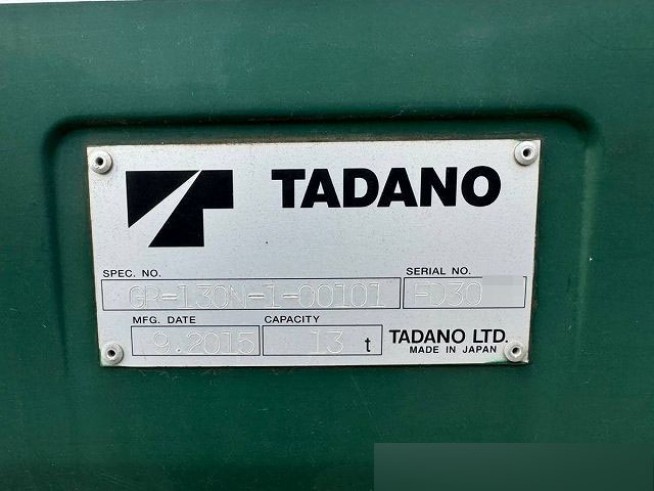 TADANO
SPEC. NO. SERIAL NO.
GR-130N-1-00101 FD30
MFG. DATE CAPACITY
9.2015 13 t TADANO LTD.
MADE IN JAPAN